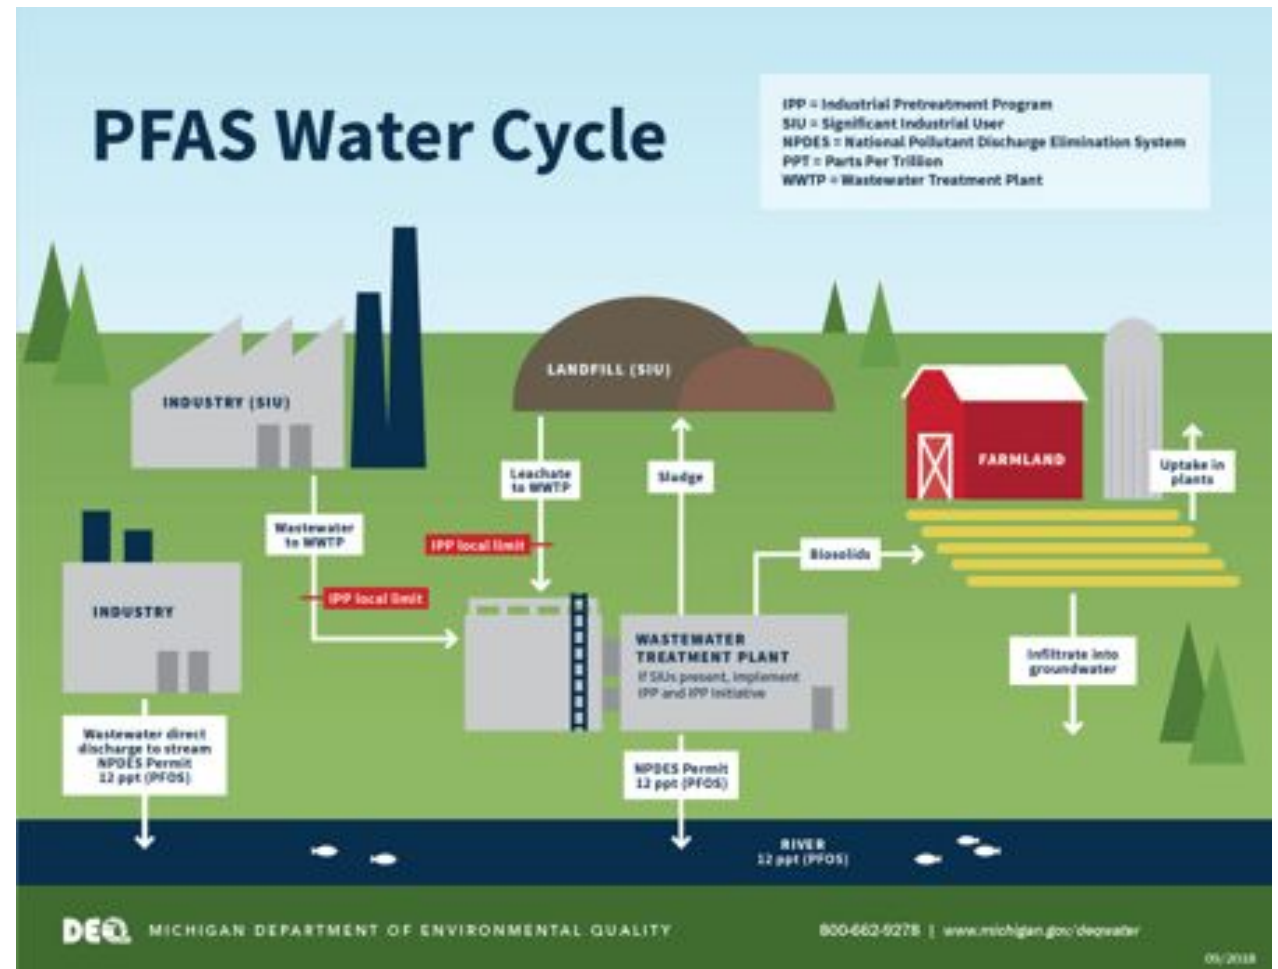 PFAS Water Cycle
IPP = Industrial Pretreatment Program
SIU = Significant Industrial User
NPDES = National Pollutant Discharge Elimination System
PPT = Parts Per Trillion
WWTP = Wastewater Treatment Plant
INDUSTRY (SIU)
LANDFILL (SIU)
FARMLAND
Uptake in
plants
Leachate
to WWTP
Sludge
Wastewater
to WWTP
IPP local limit
IPP local limit
Biosolids
INDUSTRY
WASTEWATER
TREATMENT PLANT
If SIUs present, implement
IPP and IPP Initiative
Infiltrate into
groundwater
Wastewater direct
discharge to stream
NPDES Permit
12 ppt (PFOS)
NPDES Permit
12 ppt (PFOS)
RIVER
12 ppt (PFOS)
DEQ MICHIGAN DEPARTMENT OF ENVIRONMENTAL QUALITY
800-662-9278 | www.michigan.gov/deqwater
09/2018